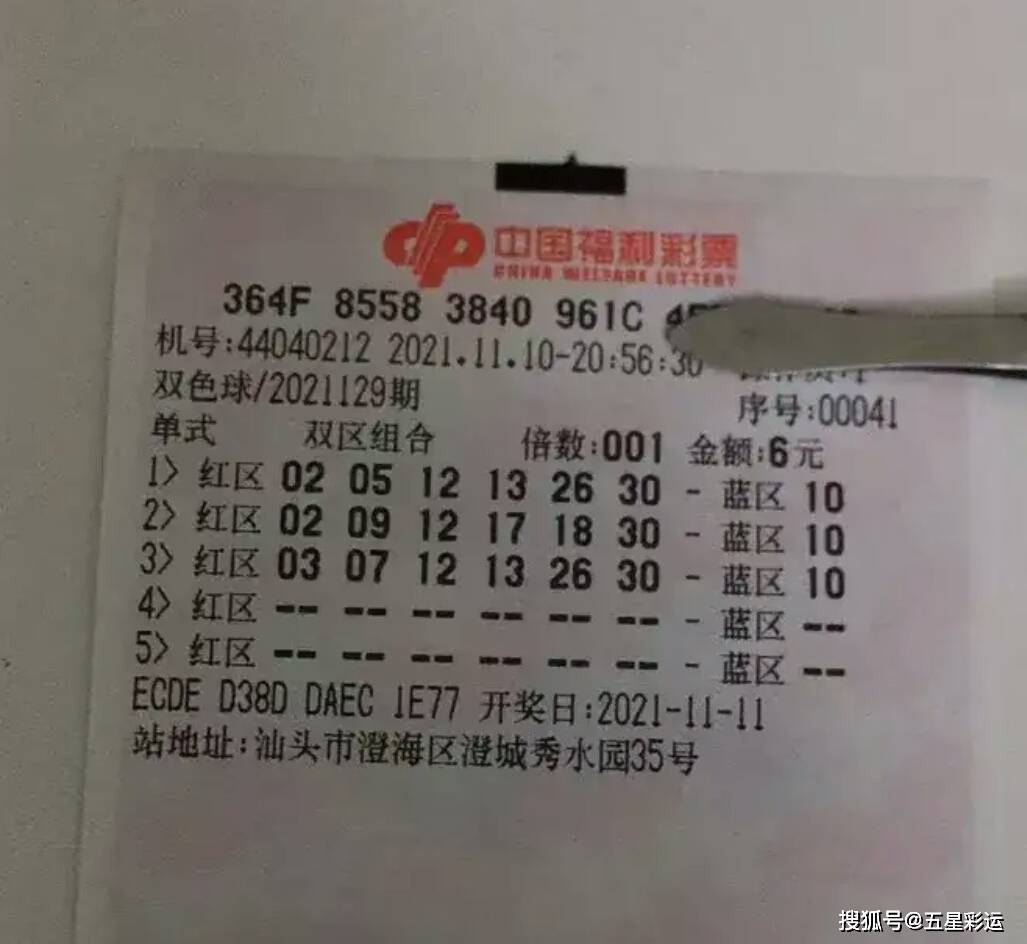 中国福利彩票
CHINA WELFARE LOTTERY
364F 8558 3840 961C
机号:44040212 2021.11.10-20:56:30
双色球/2021129期 序号:00041
单式 双区组合 倍数:001 金额:6元
1> 红区 02 05 12 13 26 30 - 蓝区 10
2> 红区 02 09 12 17 18 30 - 蓝区 10
3> 红区 03 07 12 13 26 30 - 蓝区 10
4> 红区 -- -- -- -- -- -- - 蓝区 --
5> 红区 -- -- -- -- -- -- - 蓝区 --
ECDE D38D DAEC 1E77 开奖日:2021-11-11
站地址:汕头市澄海区澄城秀水园35号
搜狐号@五星彩运